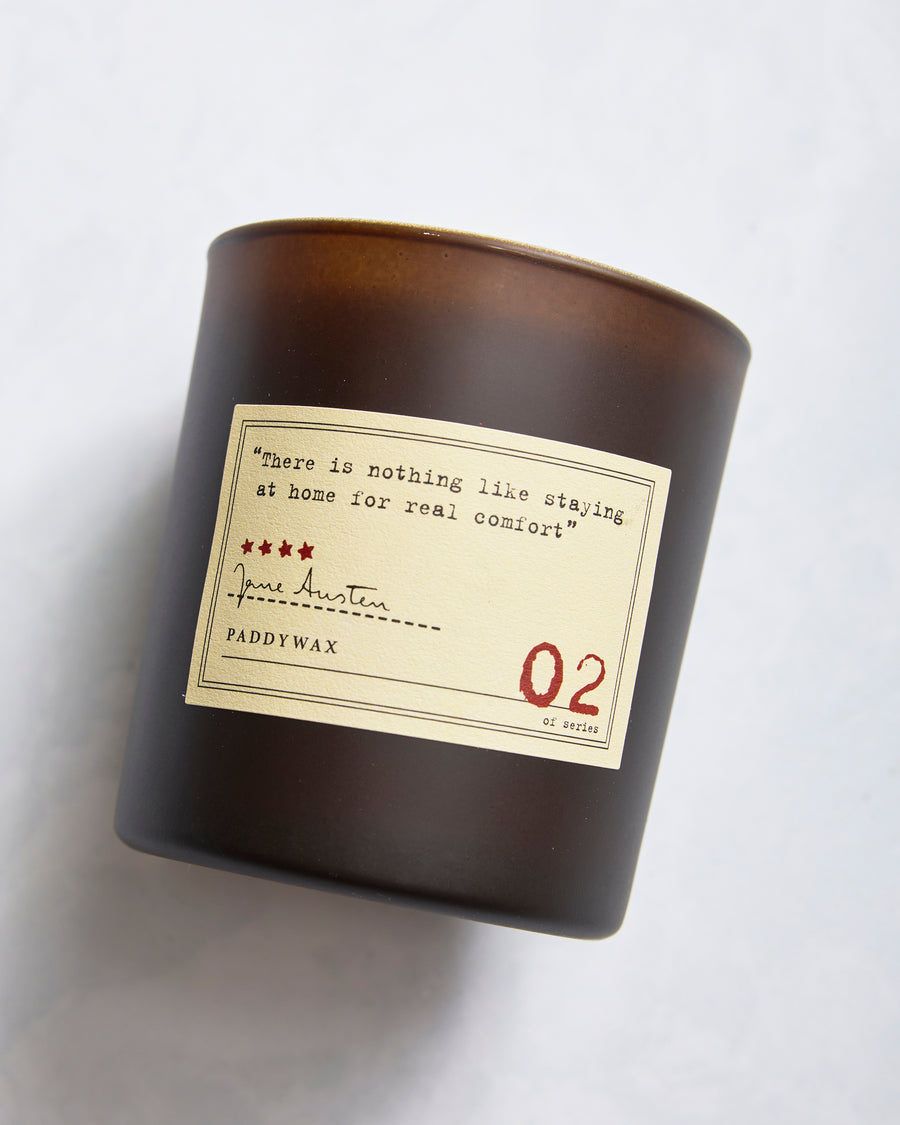 “There is nothing like staying
at home for real comfort”
Jane Austen
PADDYWAX
02
of series